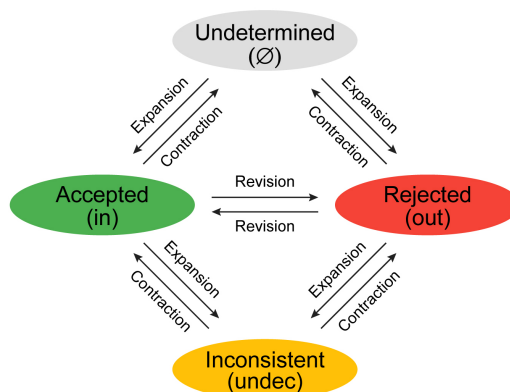 Undetermined
(∅)
Expansion
Contraction
Expansion
Contraction
Accepted
(in)
Revision
Revision
Rejected
(out)
Expansion
Contraction
Expansion
Contraction
Inconsistent
(undec)